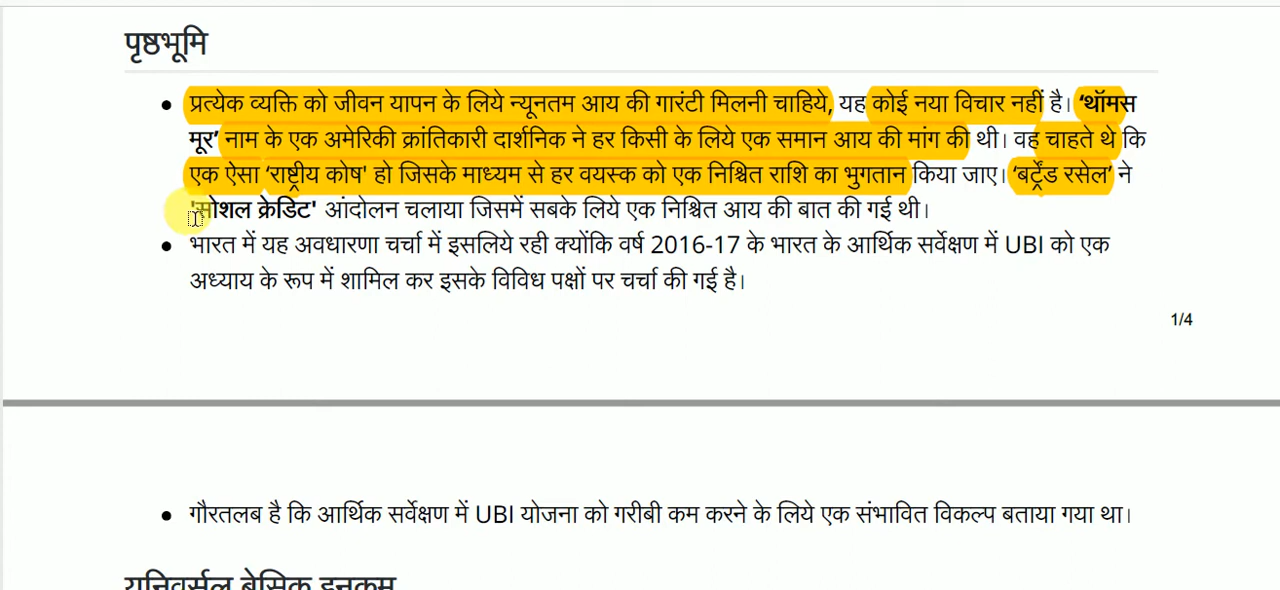 पृष्ठभूमि
• प्रत्येक व्यक्ति को जीवन यापन के लिये न्यूनतम आय की गारंटी मिलनी चाहिये, यह कोई नया विचार नहीं है। ‘थॉमस
मूर’ नाम के एक अमेरिकी क्रांतिकारी दार्शनिक ने हर किसी के लिये एक समान आय की मांग की थी। वह चाहते थे कि
एक ऐसा ‘राष्ट्रीय कोष' हो जिसके माध्यम से हर वयस्क को एक निश्चित राशि का भुगतान किया जाए। ‘बर्ट्रेंड रसेल’ ने
'सोशल क्रेडिट' आंदोलन चलाया जिसमें सबके लिये एक निश्चित आय की बात की गई थी।
• भारत में यह अवधारणा चर्चा में इसलिये रही क्योंकि वर्ष 2016-17 के भारत के आर्थिक सर्वेक्षण में UBI को एक
अध्याय के रूप में शामिल कर इसके विविध पक्षों पर चर्चा की गई है।
1/4
• गौरतलब है कि आर्थिक सर्वेक्षण में UBI योजना को गरीबी कम करने के लिये एक संभावित विकल्प बताया गया था।
यूनिवर्सल बेसिक इनकम